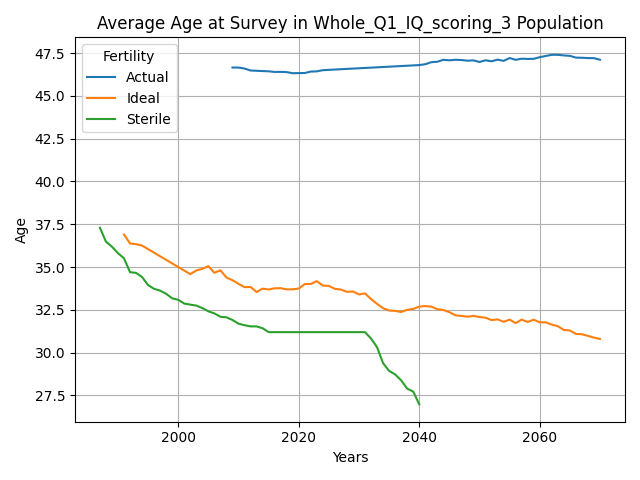 Average Age at Survey in Whole_Q1_IQ_scoring_3 Population
Fertility
Actual
Ideal
Sterile
47.5
45.0
42.5
40.0
37.5
35.0
32.5
30.0
27.5
Age
2000
2020
2040
2060
Years